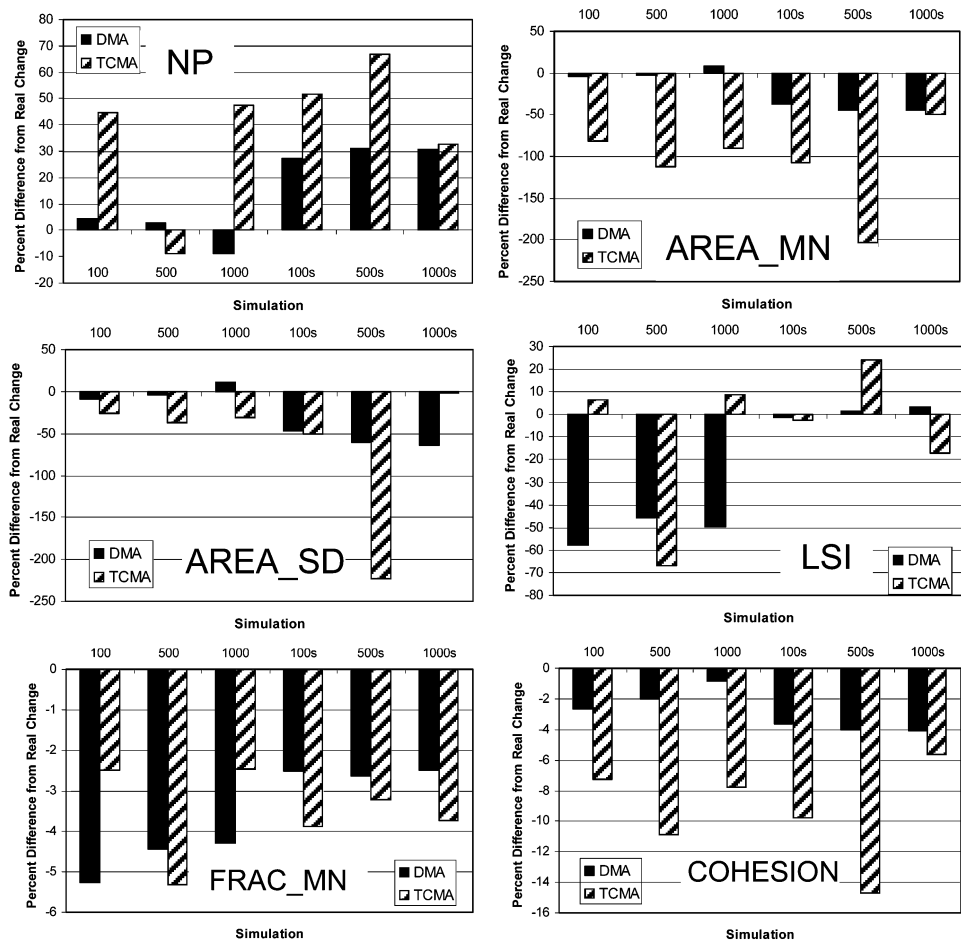 Percent Difference from Real Change
80
70
60
50
40
30
20
10
0
-10
-20
DMA
TCMA
NP
100 500 1000 100s 500s 1000s
Simulation
100 500 1000 100s 500s 1000s
Percent Difference from Real Change
50
0
-50
-100
-150
-200
-250
DMA
TCMA
AREA_MN
Simulation
100 500 1000 100s 500s 1000s
Percent Difference from Real Change
50
0
-50
-100
-150
-200
-250
DMA
TCMA
AREA_SD
Simulation
100 500 1000 100s 500s 1000s
Percent Difference from Real Change
30
20
10
0
-10
-20
-30
-40
-50
-60
-70
-80
LSI
DMA
TCMA
Simulation
100 500 1000 100s 500s 1000s
Percent Difference from Real Change
0
-1
-2
-3
-4
-5
-6
FRAC_MN
DMA
TCMA
Simulation
100 500 1000 100s 500s 1000s
Percent Difference from Real Change
0
-2
-4
-6
-8
-10
-12
-14
-16
DMA
TCMA
COHESION
Simulation